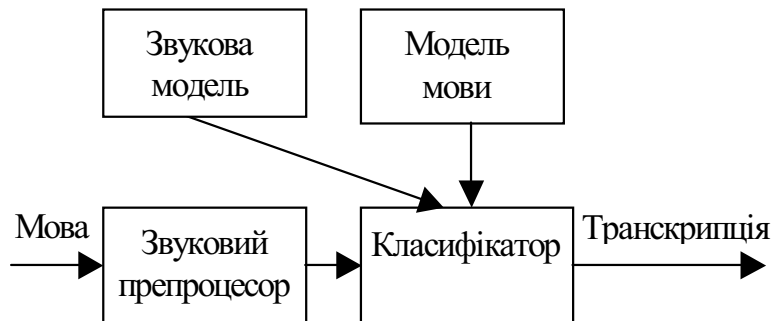 Звукова
модель
Модель
мови
Мова
Звуковий
препроцесор
Класифікатор
Транскрипція